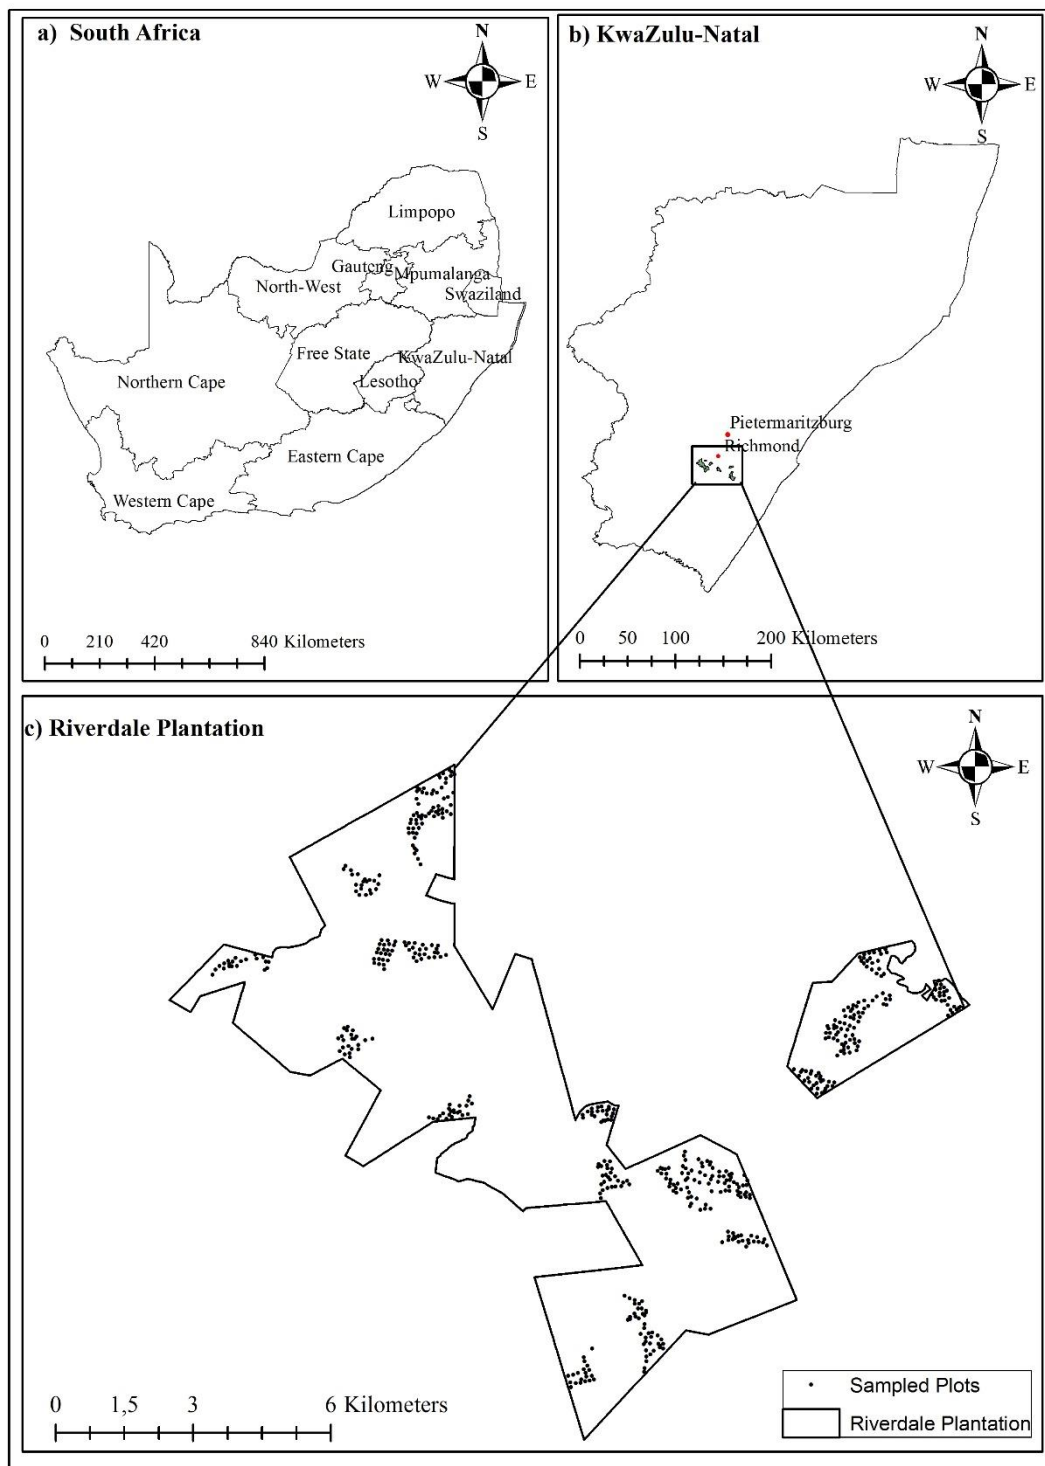 a) South Africa
N
W E
S
Limpopo
Gauteng
Mpumalanga
North-West
Swaziland
Free State
KwaZulu-Natal
Lesotho
Northern Cape
Eastern Cape
Western Cape
0 210 420 840 Kilometers
b) KwaZulu-Natal
N
W E
S
Pietermaritzburg
Richmond
0 50 100 200 Kilometers
c) Riverdale Plantation
N
W E
S
0 1,5 3 6 Kilometers
Sampled Plots
Riverdale Plantation